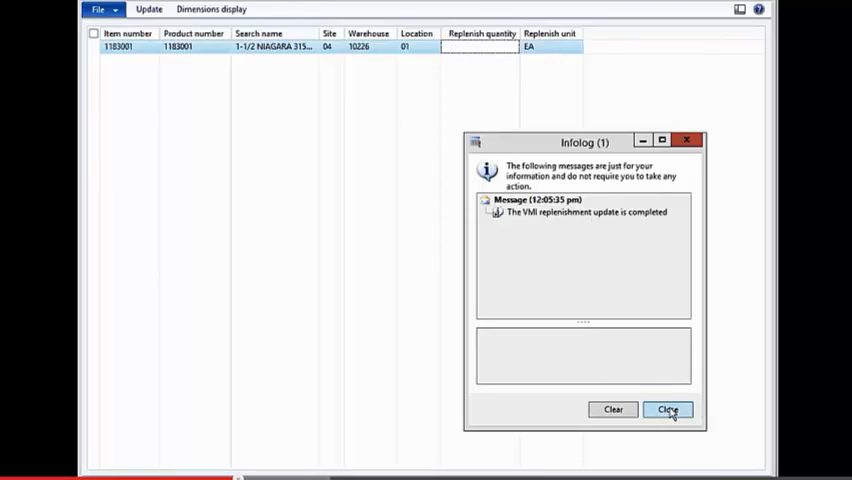 File Update Dimensions display
Item number Product number Search name Site Warehouse Location Replenish quantity Replenish unit
1183001 1183001 1-1/2 NIAGARA 315... 04 10226 01 EA
Infolog (1)
The following messages are just for your
information and do not require you to take any
action.
Message (12:05:35 pm)
The VMI replenishment update is completed
Clear Close